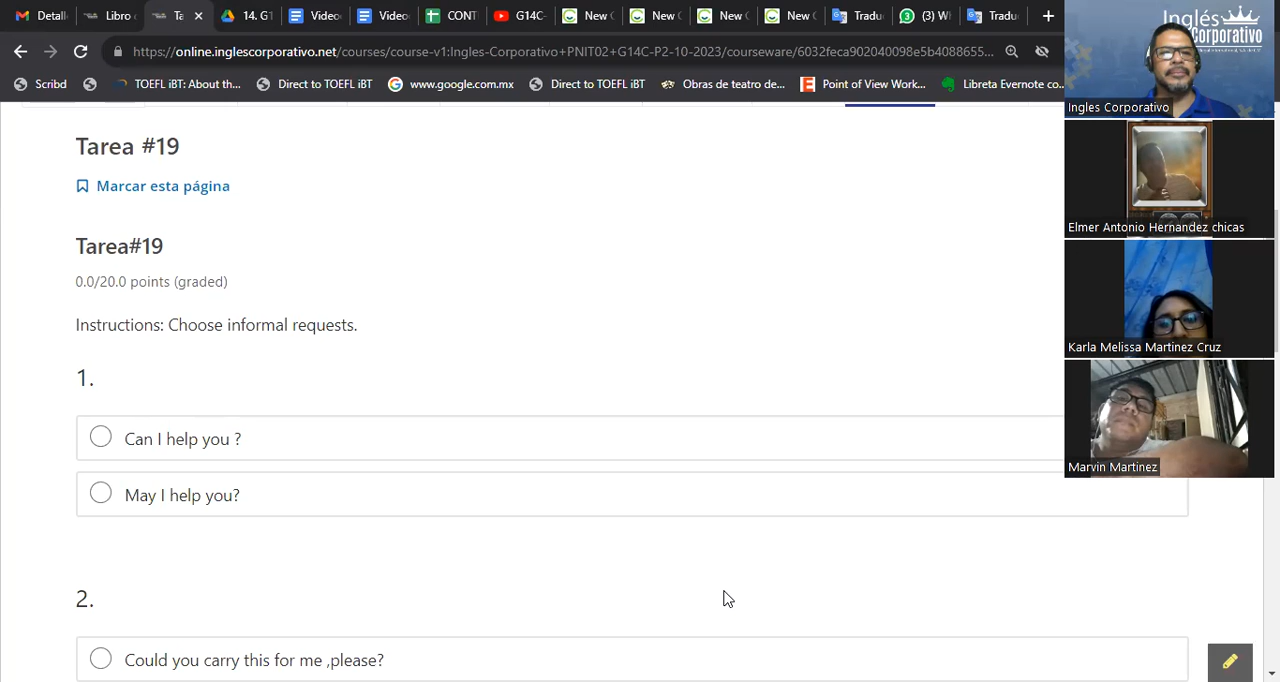 Detall
Libro
Ta
14. G1
Video
Video
CONT
G14C-
New C
New C
New C
New C
Tradu
(3) W
Tradu
https://online.inglescorporativo.net/courses/course-v1:Ingles-Corporativo+PNIT02+G14C-P2-10-2023/courseware/6032feca902040098e5b4088655...
Scribd
TOEFL iBT: About th...
Direct to TOEFL iBT
www.google.com.mx
Direct to TOEFL iBT
Obras de teatro de...
Point of View Work...
Libreta Evernote co...
Inglés
Corporativo
Ingles Corporativo
Elmer Antonio Hernandez chicas
Karla Melissa Martinez Cruz
Marvin Martinez
Tarea #19
Marcar esta página
Tarea#19
0.0/20.0 points (graded)
Instructions: Choose informal requests.
1.
Can I help you ?
May I help you?
2.
Could you carry this for me ,please?